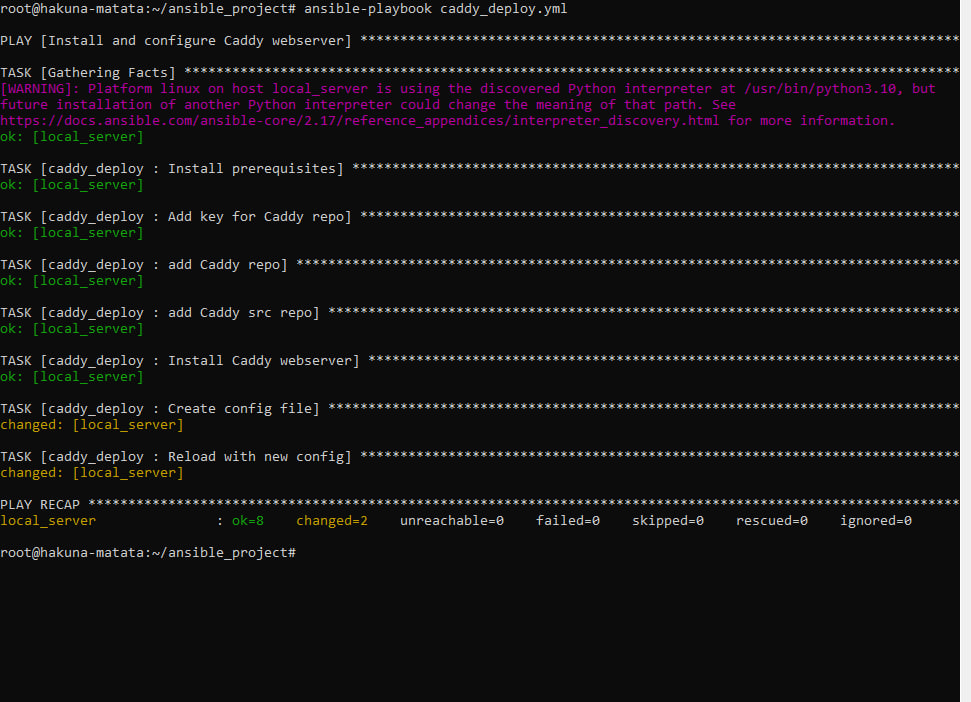 root@hakuna-matata:~/ansible_project# ansible-playbook caddy_deploy.yml
PLAY [Install and configure Caddy webserver] ***************************************************************************
TASK [Gathering Facts] *************************************************************************************************
[WARNING]: Platform linux on host local_server is using the discovered Python interpreter at /usr/bin/python3.10, but
future installation of another Python interpreter could change the meaning of that path. See
https://docs.ansible.com/ansible-core/2.17/reference_appendices/interpreter_discovery.html for more information.
ok: [local_server]
TASK [caddy_deploy : Install prerequisites] ****************************************************************************
ok: [local_server]
TASK [caddy_deploy : Add key for Caddy repo] ***************************************************************************
ok: [local_server]
TASK [caddy_deploy : add Caddy repo] ***********************************************************************************
ok: [local_server]
TASK [caddy_deploy : add Caddy src repo] *******************************************************************************
ok: [local_server]
TASK [caddy_deploy : Install Caddy webserver] **************************************************************************
ok: [local_server]
TASK [caddy_deploy : Create config file] *******************************************************************************
changed: [local_server]
TASK [caddy_deploy : Reload with new config] ***************************************************************************
changed: [local_server]
PLAY RECAP *************************************************************************************************************
local_server               : ok=8    changed=2    unreachable=0    failed=0    skipped=0    rescued=0    ignored=0
root@hakuna-matata:~/ansible_project#